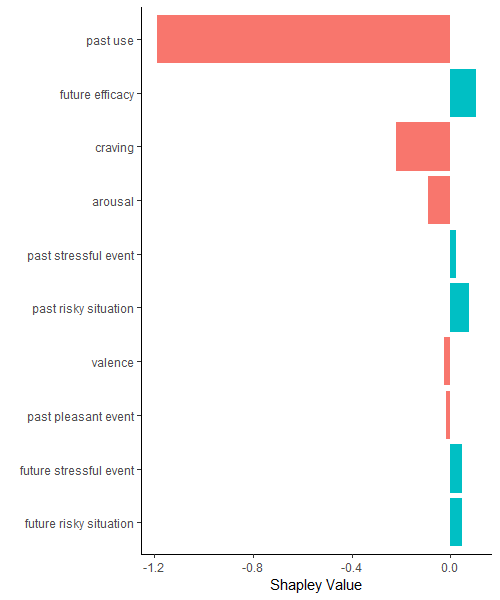 past use
future efficacy
craving
arousal
past stressful event
past risky situation
valence
past pleasant event
future stressful event
future risky situation
-1.2 -0.8 -0.4 0.0
Shapley Value